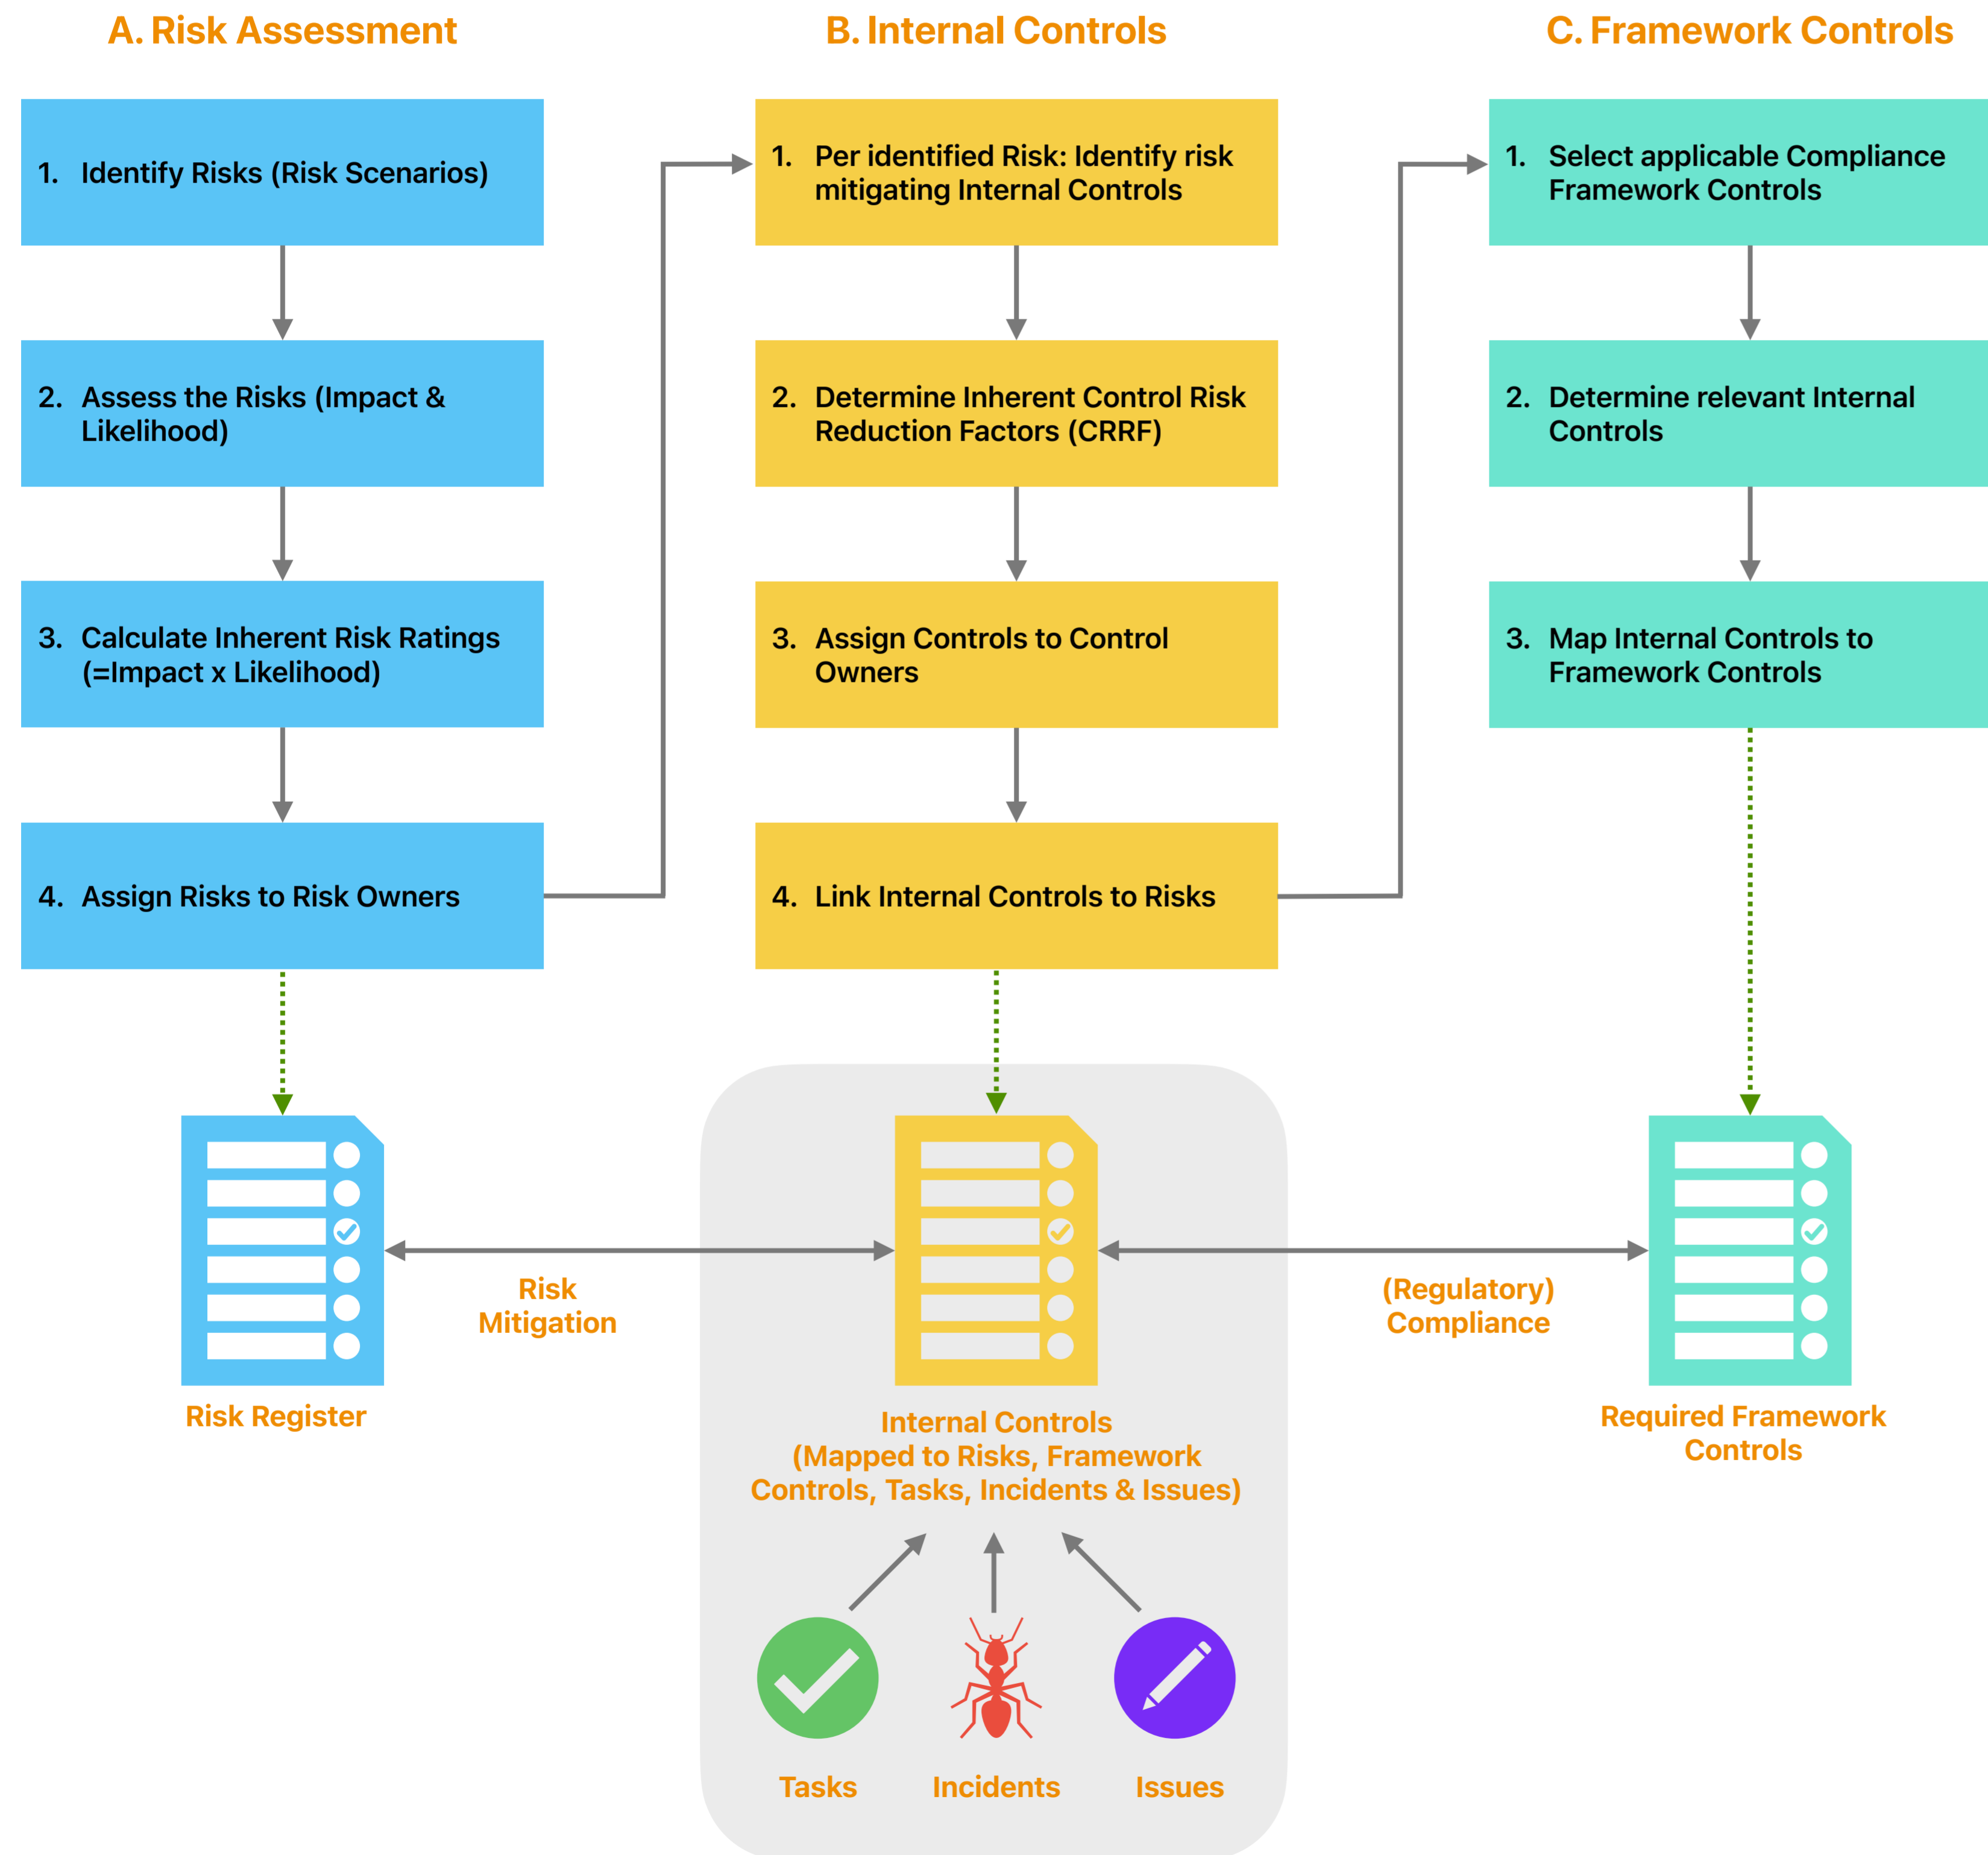 A. Risk Assessment
1. Identify Risks (Risk Scenarios)
2. Assess the Risks (Impact &
Likelihood)
3. Calculate Inherent Risk Ratings
(=Impact x Likelihood)
4. Assign Risks to Risk Owners
B. Internal Controls
1. Per identified Risk: Identify risk
mitigating Internal Controls
2. Determine Inherent Control Risk
Reduction Factors (CRRF)
3. Assign Controls to Control
Owners
4. Link Internal Controls to Risks
C. Framework Controls
1. Select applicable Compliance
Framework Controls
2. Determine relevant Internal
Controls
3. Map Internal Controls to
Framework Controls
Risk
Mitigation
(Regulatory)
Compliance
Risk Register
Internal Controls
(Mapped to Risks, Framework
Controls, Tasks, Incidents & Issues)
Required Framework
Controls
Tasks
Incidents
Issues